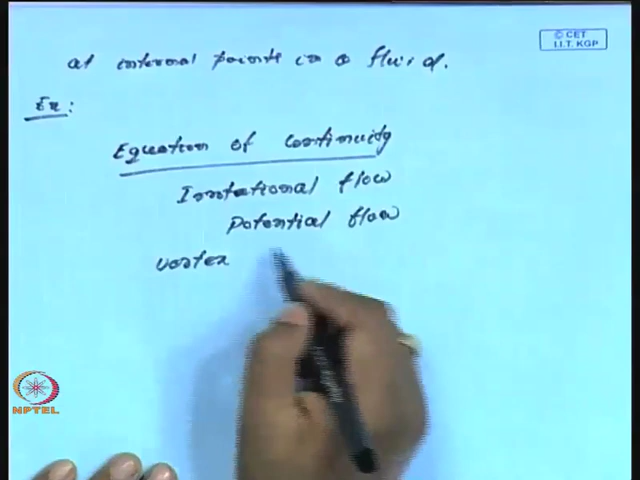 © CET
I.I.T. KGP
at internal points in a fluid.
Ex:
Equation of continuity
Irrotational flow
Potential flow
vortex
NPTEL